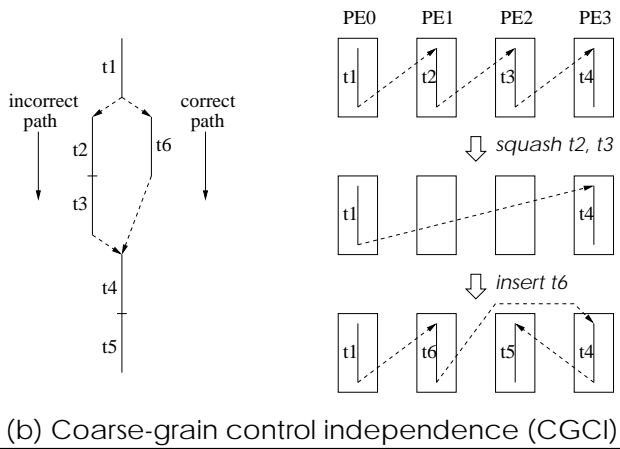 PE0 PE1 PE2 PE3
t1
incorrect path
correct path
t2
t6
t3
t4
t5
t1 t2 t3 t4
squash t2, t3
t1 t4
insert t6
t1 t6 t5 t4
(b) Coarse-grain control independence (CGCI)